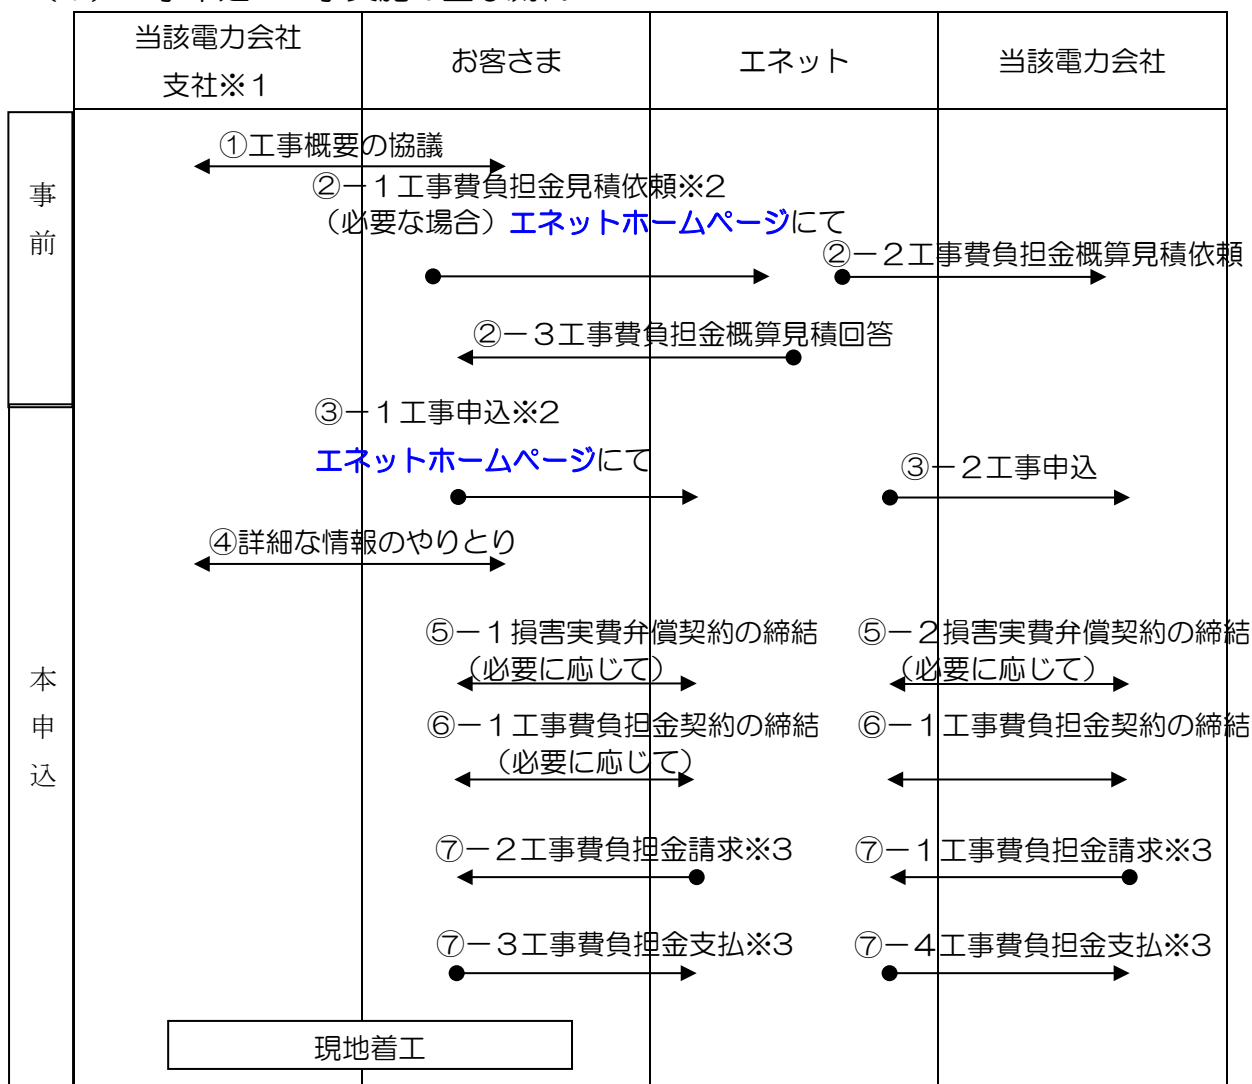 当該電力会社
支社※１
お客さま
エネット
当該電力会社
事前
①工事概要の協議
②－１工事費負担金見積依頼※２
（必要な場合）エネットホームページにて
②－２工事費負担金概算見積依頼
②－３工事費負担金概算見積回答
本申込
③－１工事申込※２
エネットホームページにて
③－２工事申込
④詳細な情報のやりとり
⑤－１損害実費弁償契約の締結
（必要に応じて）
⑤－２損害実費弁償契約の締結
（必要に応じて）
⑥－１工事費負担金契約の締結
（必要に応じて）
⑥－１工事費負担金契約の締結
⑦－２工事費負担金請求※３
⑦－１工事費負担金請求※３
⑦－３工事費負担金支払※３
⑦－４工事費負担金支払※３
現地着工